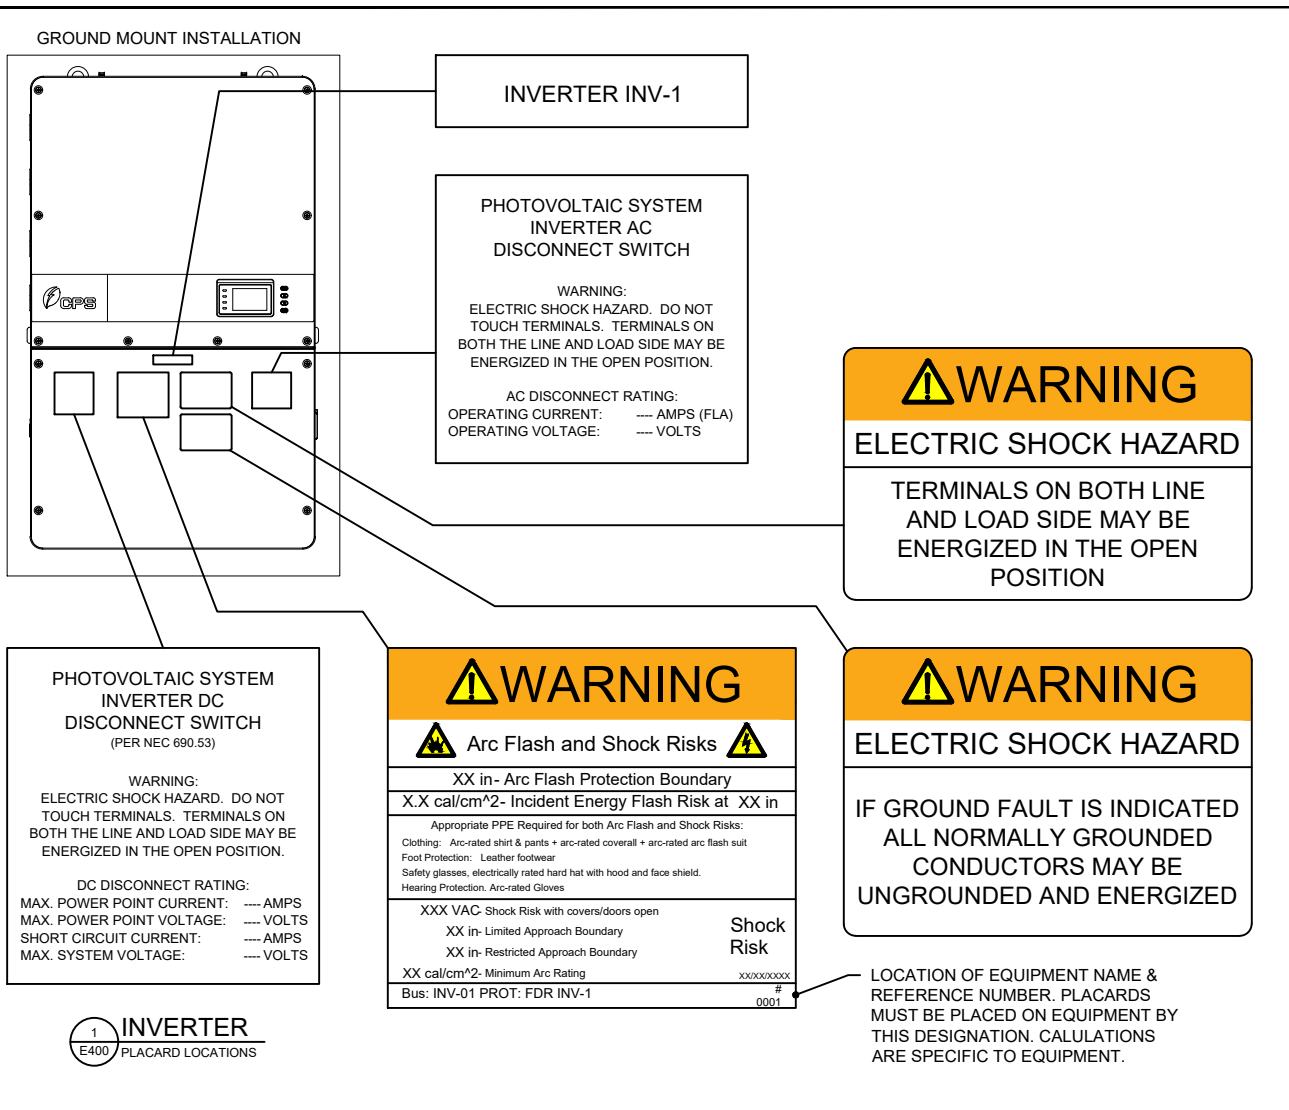 GROUND MOUNT INSTALLATION
CPS
INVERTER INV-1
PHOTOVOLTAIC SYSTEM
INVERTER AC
DISCONNECT SWITCH
WARNING:
ELECTRIC SHOCK HAZARD. DO NOT
TOUCH TERMINALS. TERMINALS ON
BOTH THE LINE AND LOAD SIDE MAY BE
ENERGIZED IN THE OPEN POSITION.
AC DISCONNECT RATING:
OPERATING CURRENT: ---- AMPS (FLA)
OPERATING VOLTAGE: ---- VOLTS
WARNING
ELECTRIC SHOCK HAZARD
TERMINALS ON BOTH LINE
AND LOAD SIDE MAY BE
ENERGIZED IN THE OPEN
POSITION
PHOTOVOLTAIC SYSTEM
INVERTER DC
DISCONNECT SWITCH
(PER NEC 690.53)
WARNING:
ELECTRIC SHOCK HAZARD. DO NOT
TOUCH TERMINALS. TERMINALS ON
BOTH THE LINE AND LOAD SIDE MAY BE
ENERGIZED IN THE OPEN POSITION.
DC DISCONNECT RATING:
MAX. POWER POINT CURRENT: ---- AMPS
MAX. POWER POINT VOLTAGE: ---- VOLTS
SHORT CIRCUIT CURRENT: ---- AMPS
MAX. SYSTEM VOLTAGE: ---- VOLTS
WARNING
Arc Flash and Shock Risks
XX in- Arc Flash Protection Boundary
X.X cal/cm^2- Incident Energy Flash Risk at XX in
Appropriate PPE Required for both Arc Flash and Shock Risks:
Clothing: Arc-rated shirt & pants + arc-rated coverall + arc-rated arc flash suit
Foot Protection: Leather footwear
Safety glasses, electrically rated hard hat with hood and face shield.
Hearing Protection. Arc-rated Gloves
XXX VAC- Shock Risk with covers/doors open
XX in- Limited Approach Boundary
XX in- Restricted Approach Boundary
XX cal/cm^2- Minimum Arc Rating
Shock
Risk
XX/XX/XXXX
Bus: INV-01 PROT: FDR INV-1
#
0001
WARNING
ELECTRIC SHOCK HAZARD
IF GROUND FAULT IS INDICATED
ALL NORMALLY GROUNDED
CONDUCTORS MAY BE
UNGROUNDED AND ENERGIZED
LOCATION OF EQUIPMENT NAME &
REFERENCE NUMBER. PLACARDS
MUST BE PLACED ON EQUIPMENT BY
THIS DESIGNATION. CALULATIONS
ARE SPECIFIC TO EQUIPMENT.
1
E400
INVERTER
PLACARD LOCATIONS